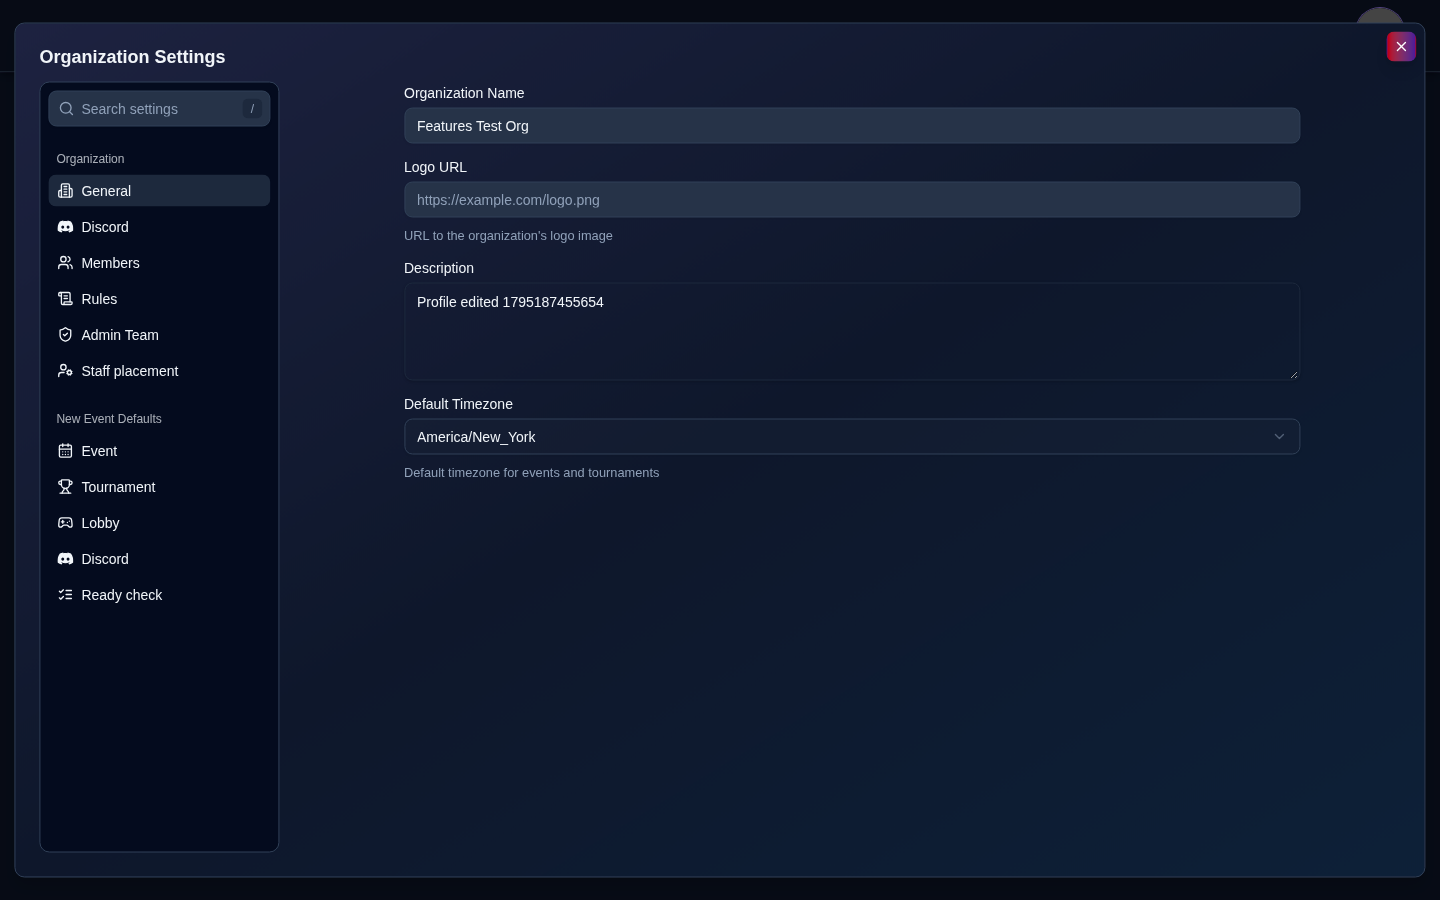 Organization Settings
Search settings /
Organization
General
Discord
Members
Rules
Admin Team
Staff placement
New Event Defaults
Event
Tournament
Lobby
Discord
Ready check
Organization Name
Features Test Org
Logo URL
https://example.com/logo.png
URL to the organization's logo image
Description
Profile edited 1795187455654
Default Timezone
America/New_York
Default timezone for events and tournaments